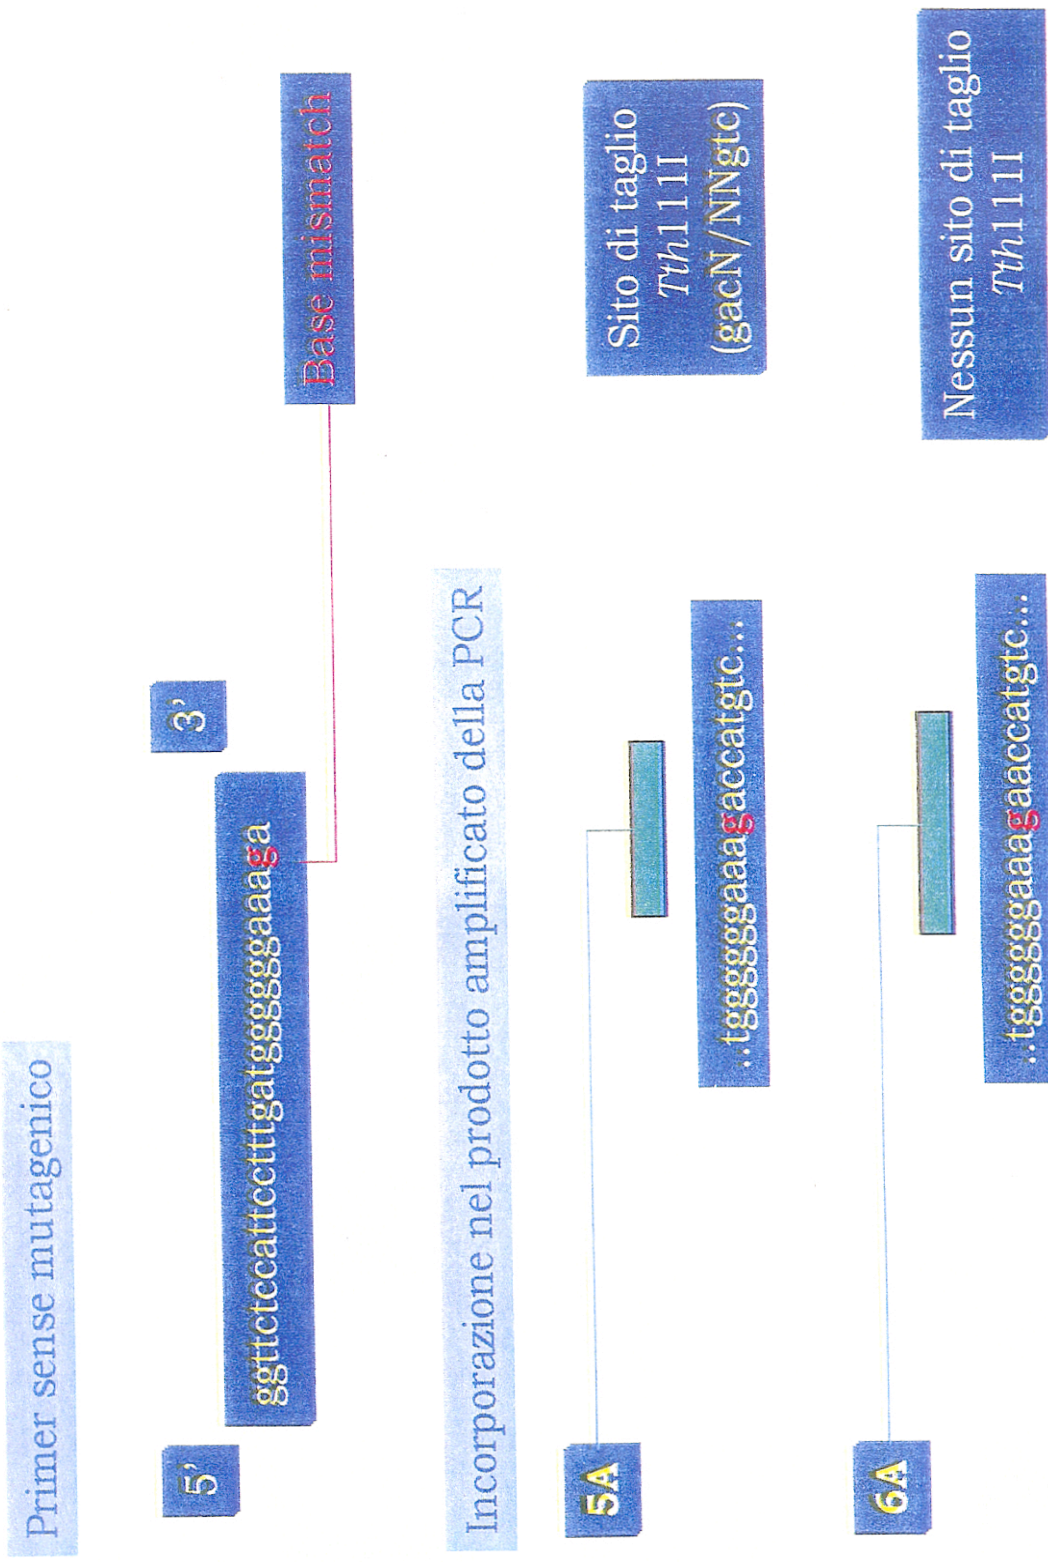 Primer sense mutagenico
5' 3'
ggttctccattcctttgatggggggaaaga
Base mismatch
Incorporazione nel prodotto amplificato della PCR
5A
..tggggggaaagaccatgtc...
Sito di taglio
Tth111I
(gacN/NNgtc)
6A
..tggggggaaagaaccatgtc...
Nessun sito di taglio
Tth111I